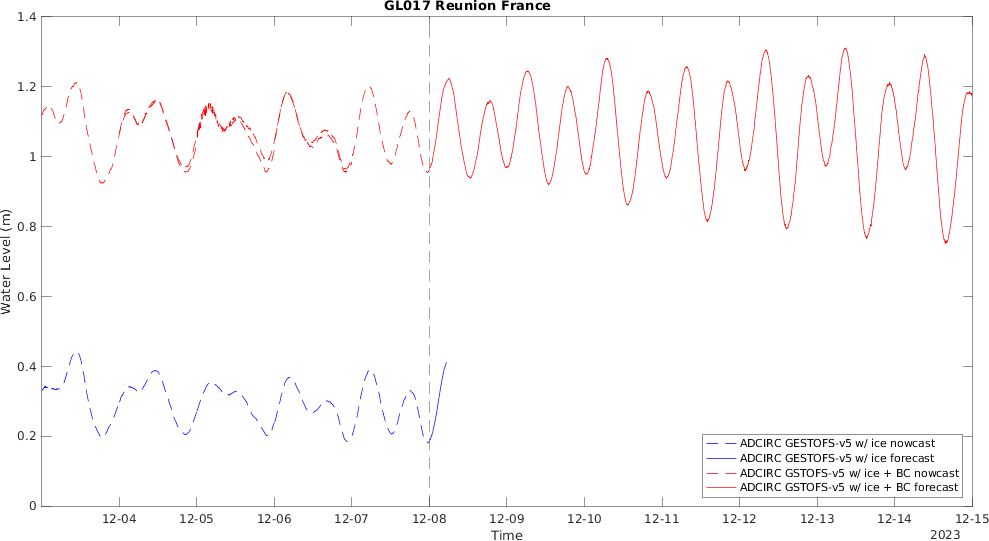 GL017 Reunion France
1.4
1.2
1
0.8
0.6
0.4
0.2
0
Water Level (m)
ADCIRC GESTOFS-v5 w/ ice nowcast
ADCIRC GESTOFS-v5 w/ ice forecast
ADCIRC GSTOFS-v5 w/ ice + BC nowcast
ADCIRC GSTOFS-v5 w/ ice + BC forecast
12-04 12-05 12-06 12-07 12-08 12-09 12-10 12-11 12-12 12-13 12-14 12-15
Time
2023